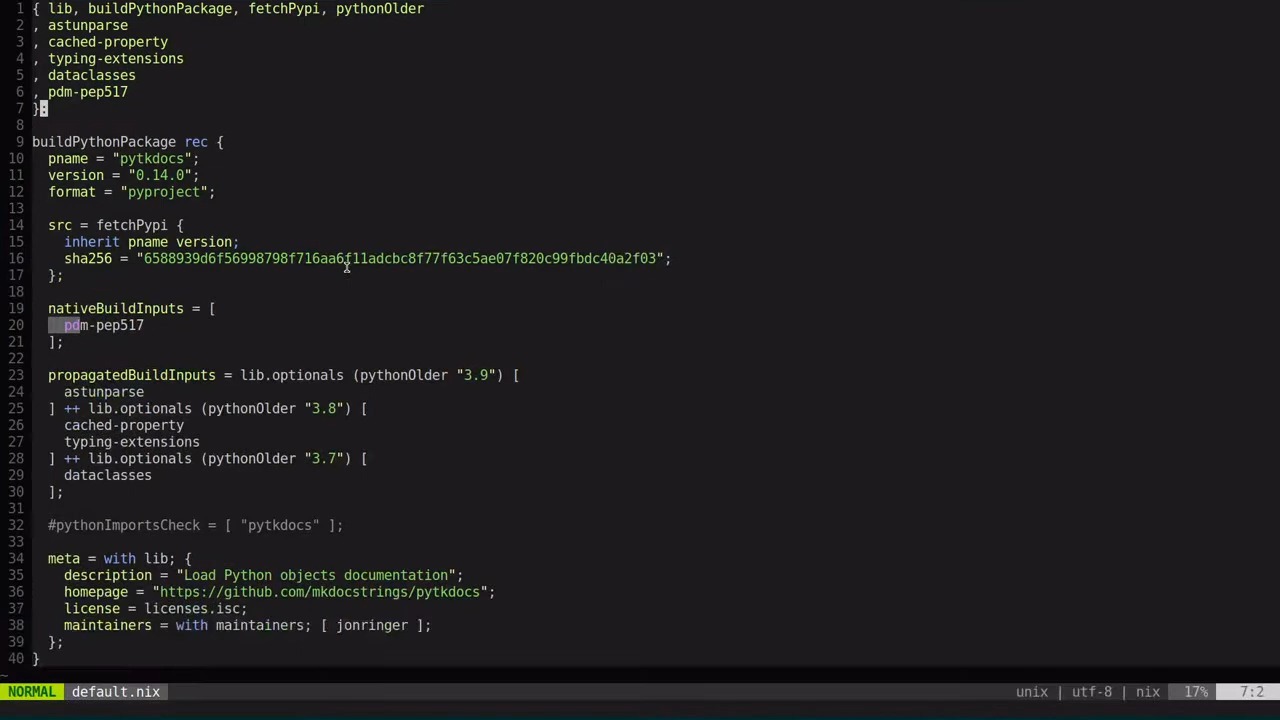 1 { lib, buildPythonPackage, fetchPypi, pythonOlder
2 , astunparse
3 , cached-property
4 , typing-extensions
5 , dataclasses
6 , pdm-pep517
7 }:
8
9 buildPythonPackage rec {
10   pname = "pytkdocs";
11   version = "0.14.0";
12   format = "pyproject";
13
14   src = fetchPypi {
15     inherit pname version;
16     sha256 = "6588939d6f56998798f716aa6f11adcbc8f77f63c5ae07f820c99fbdc40a2f03";
17   };
18
19   nativeBuildInputs = [
20     pdm-pep517
21   ];
22
23   propagatedBuildInputs = lib.optionals (pythonOlder "3.9") [
24     astunparse
25   ] ++ lib.optionals (pythonOlder "3.8") [
26     cached-property
27     typing-extensions
28   ] ++ lib.optionals (pythonOlder "3.7") [
29     dataclasses
30   ];
31
32   #pythonImportsCheck = [ "pytkdocs" ];
33
34   meta = with lib; {
35     description = "Load Python objects documentation";
36     homepage = "https://github.com/mkdocstrings/pytkdocs";
37     license = licenses.isc;
38     maintainers = with maintainers; [ jonringer ];
39   };
40 }
~
NORMAL default.nix unix | utf-8 | nix 17% 7:2